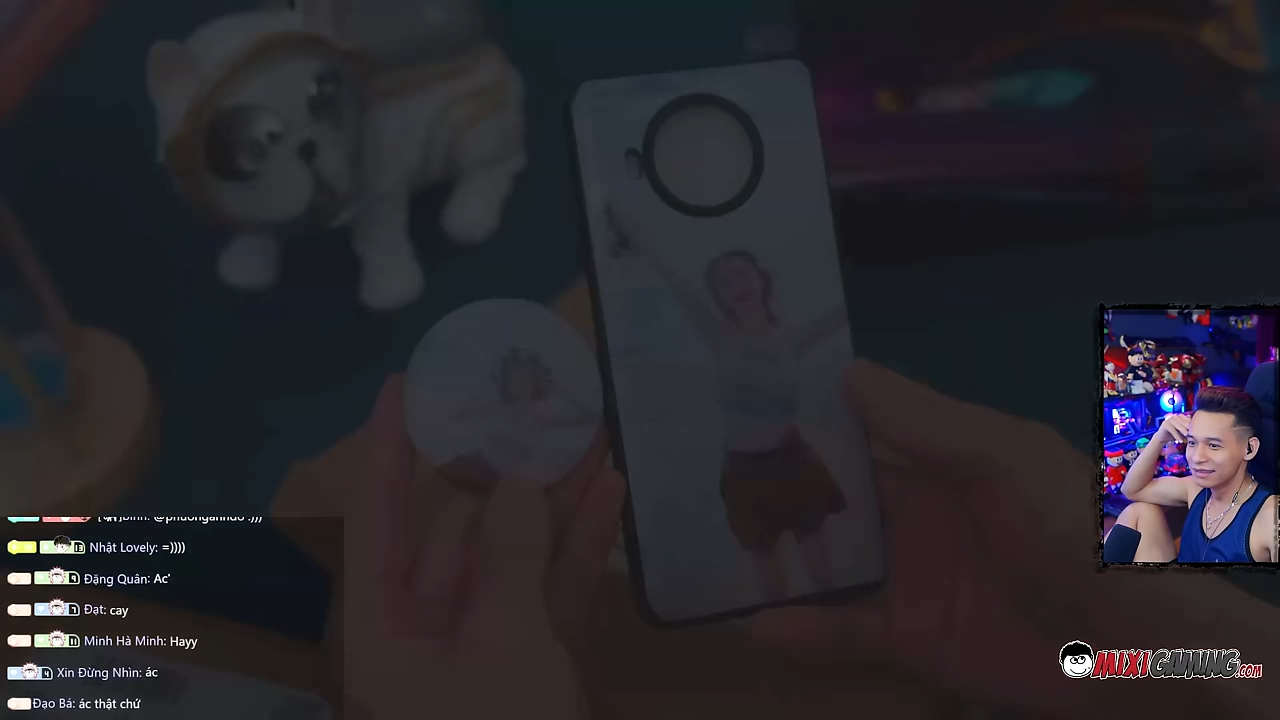 Nhật Lovely: =))))
Đặng Quân: Ac'
Đạt: cay
Minh Hà Minh: Hayy
Xin Đừng Nhìn: ác
Đạo Bá: ác thật chứ
MIXIGAMING.com